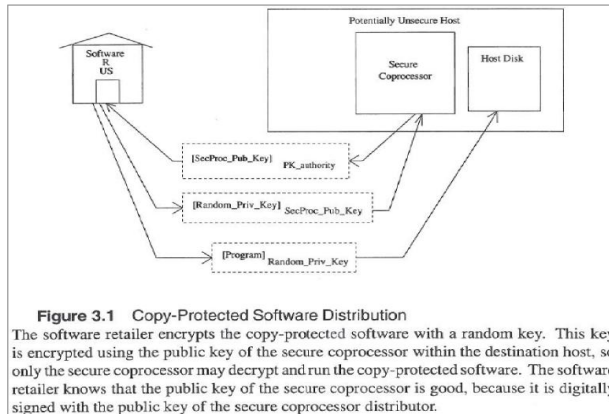 Potentially Unsecure Host
Software
R
US
Secure
Coprocessor
Host Disk
[SecProc_Pub_Key] PK_authority
[Random_Priv_Key] SecProc_Pub_Key
[Program] Random_Priv_Key
Figure 3.1 Copy-Protected Software Distribution
The software retailer encrypts the copy-protected software with a random key. This key
is encrypted using the public key of the secure coprocessor within the destination host, so
only the secure coprocessor may decrypt and run the copy-protected software. The software
retailer knows that the public key of the secure coprocessor is good, because it is digitally
signed with the public key of the secure coprocessor distributor.